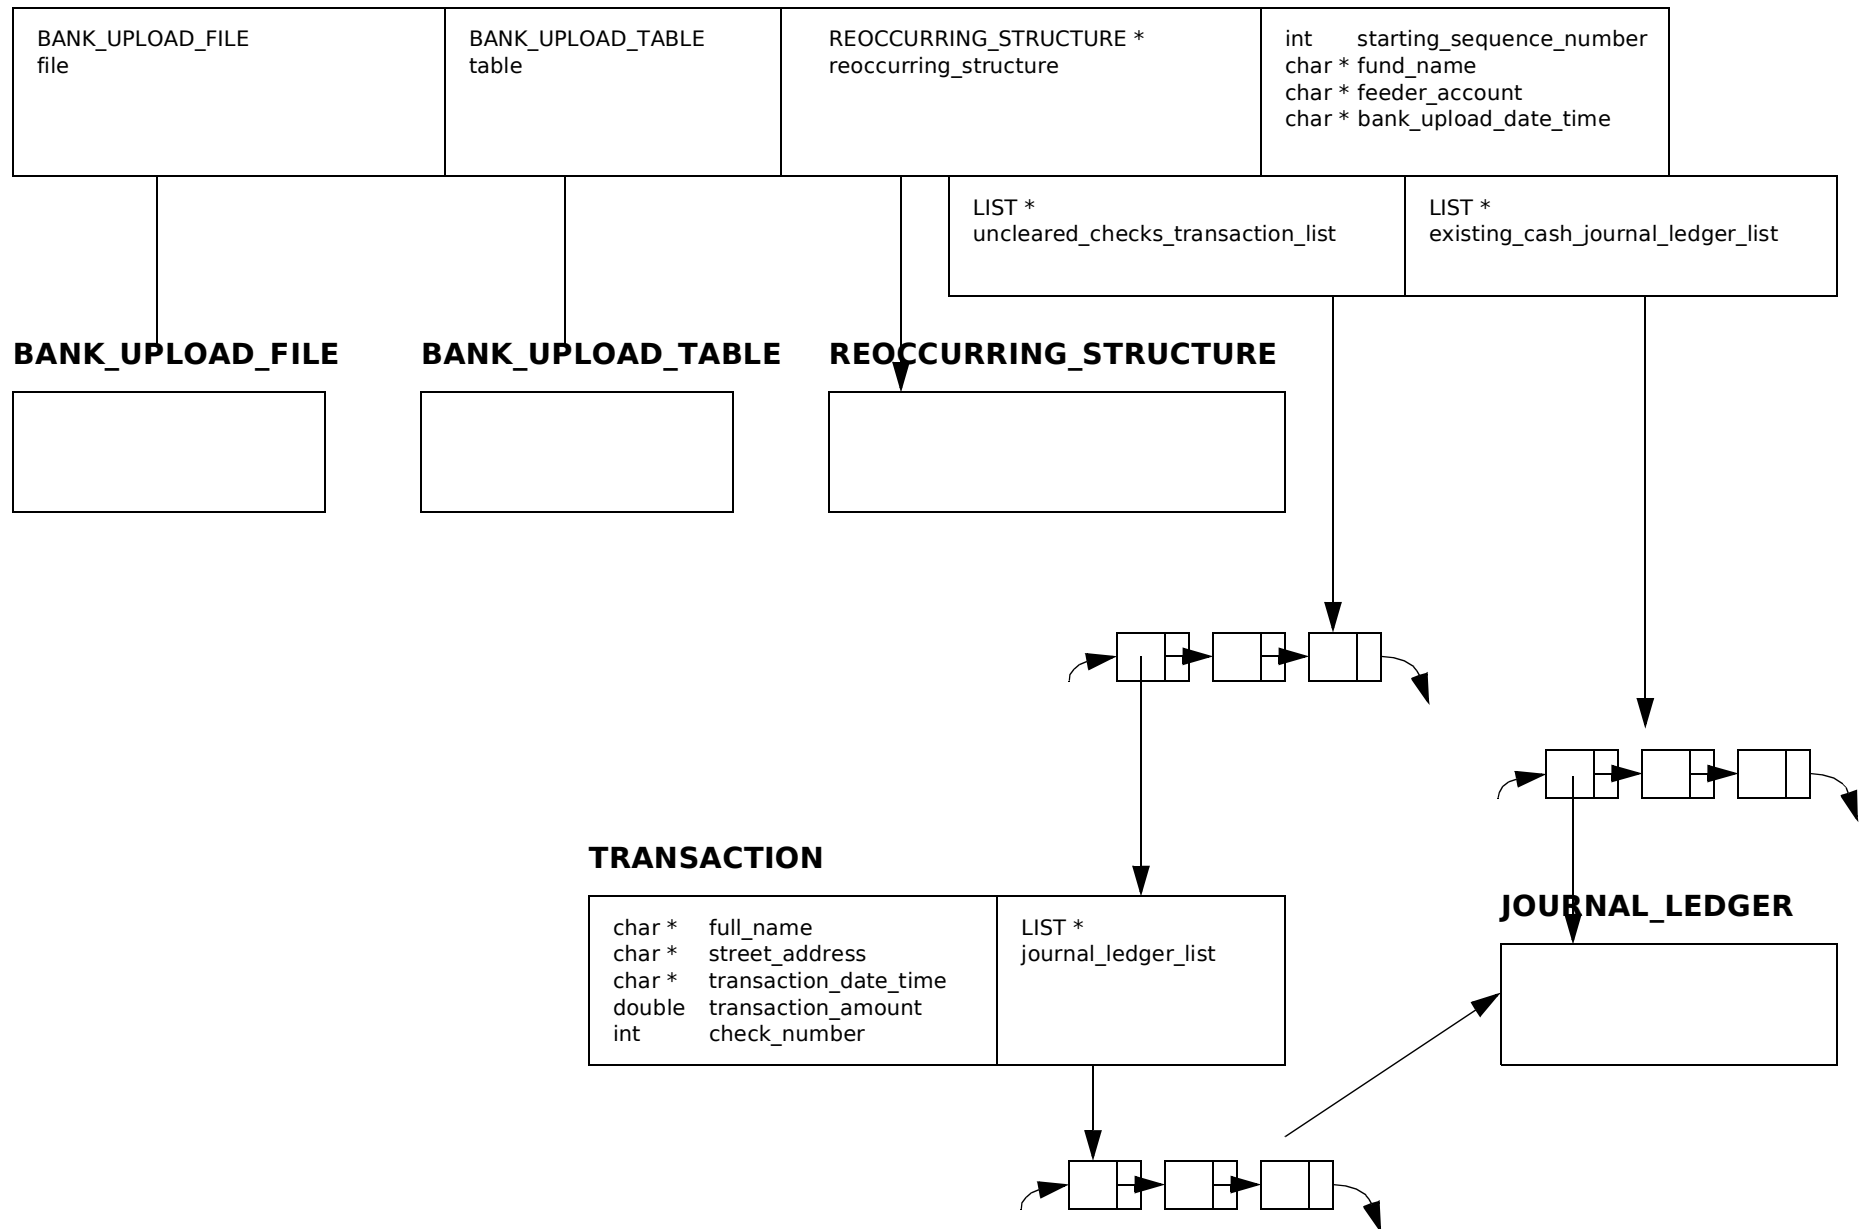 BANK_UPLOAD_FILE
file
BANK_UPLOAD_TABLE
table
REOCCURRING_STRUCTURE *
reoccurring_structure
int starting_sequence_number
char * fund_name
char * feeder_account
char * bank_upload_date_time
LIST *
uncleared_checks_transaction_list
LIST *
existing_cash_journal_ledger_list
BANK_UPLOAD_FILE
BANK_UPLOAD_TABLE
REOCCURRING_STRUCTURE
TRANSACTION
char * full_name
char * street_address
char * transaction_date_time
double transaction_amount
int check_number
LIST *
journal_ledger_list
JOURNAL_LEDGER